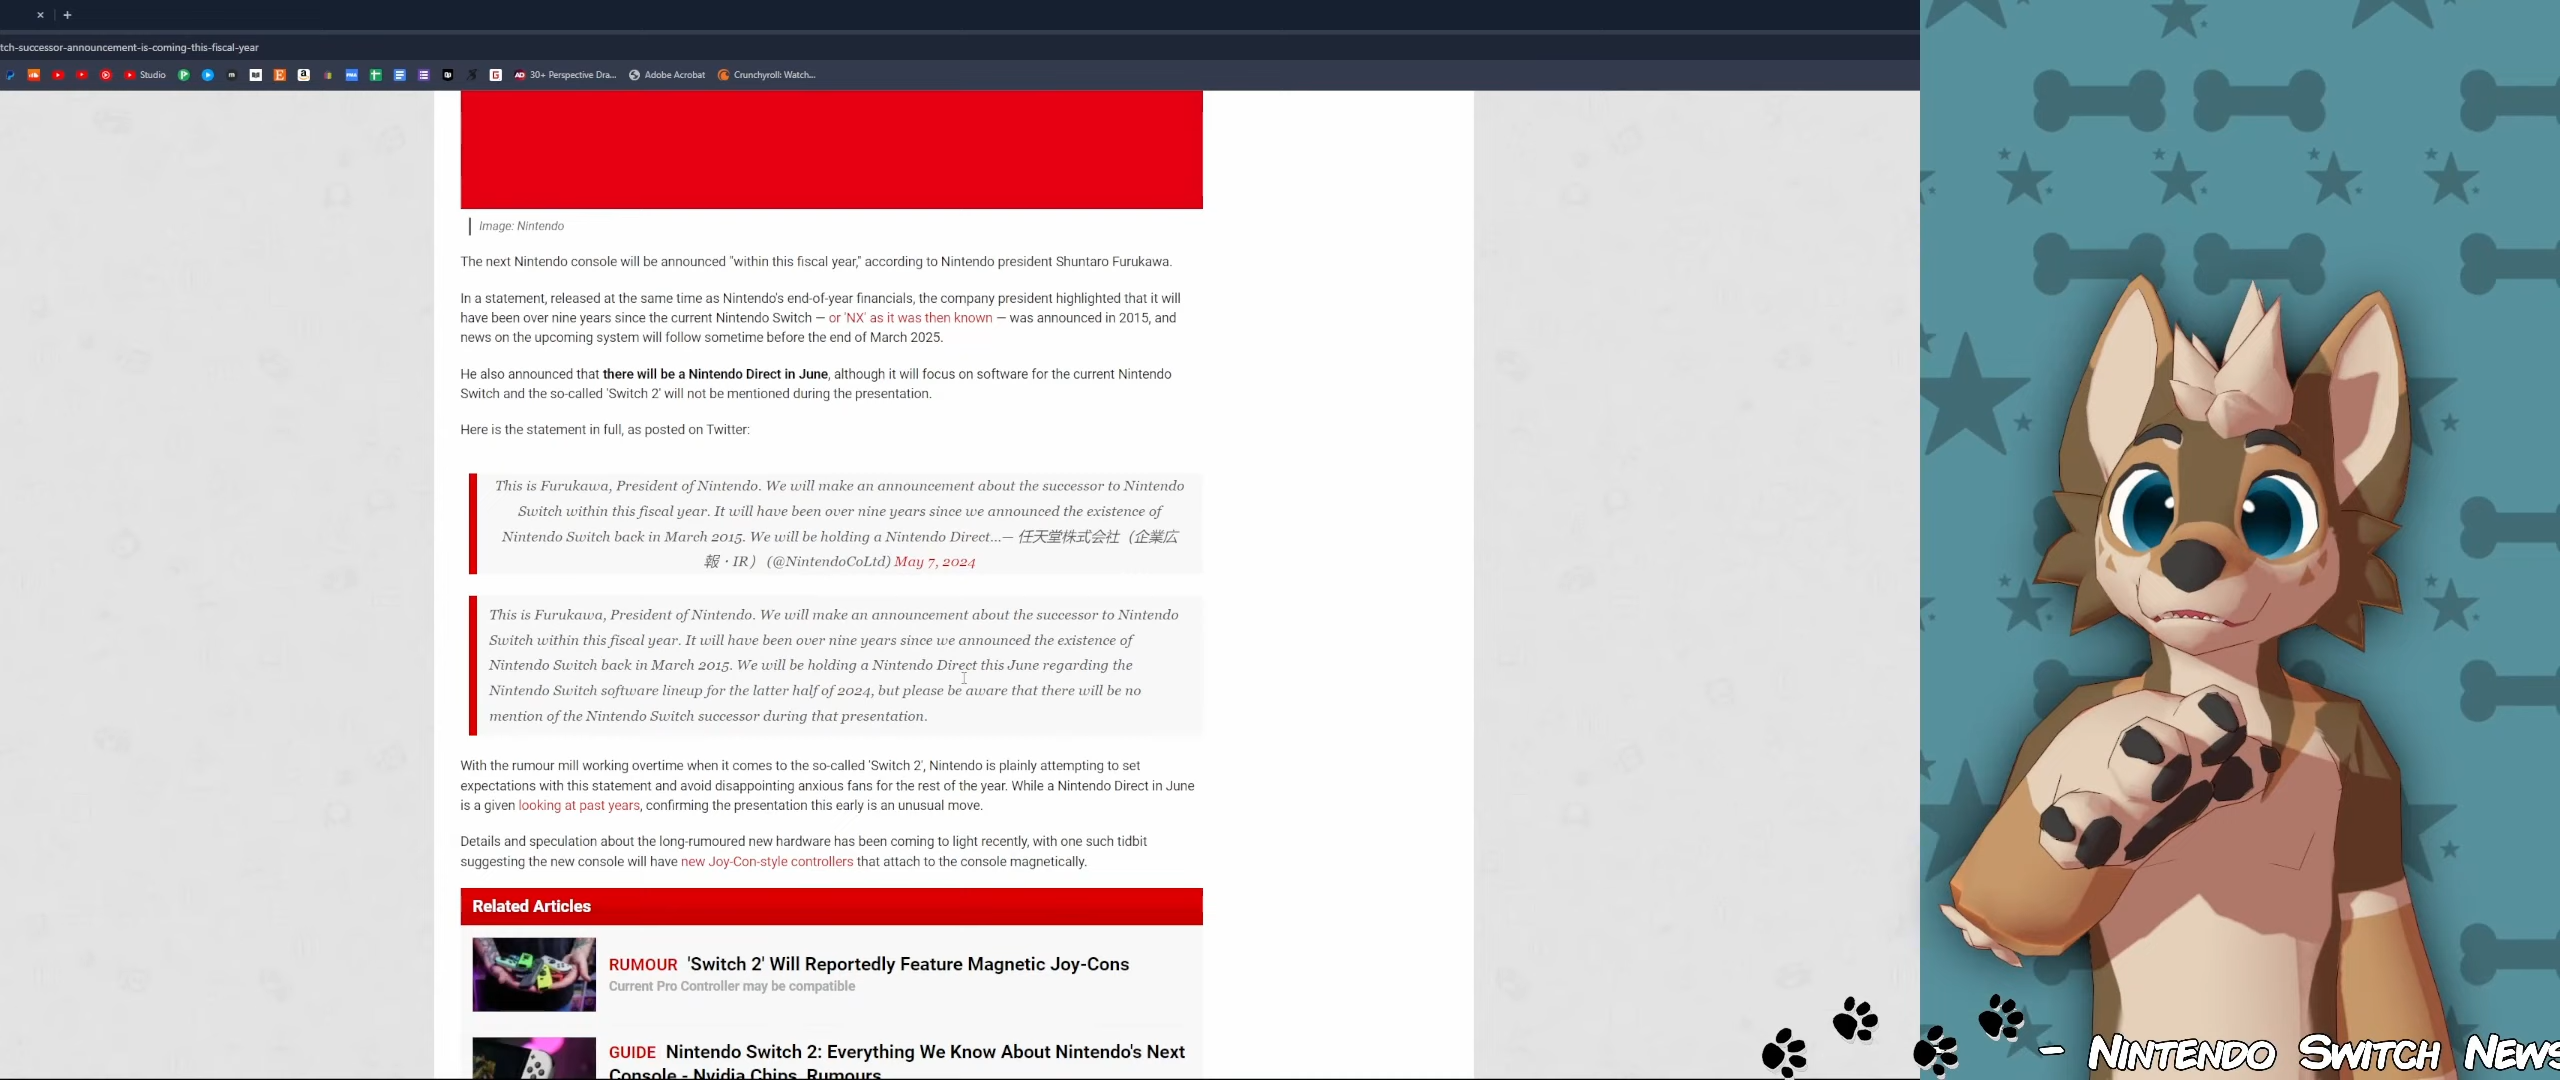 tch-successor-announcement-is-coming-this-fiscal-year
Studio
30+ Perspective Dra...
Adobe Acrobat
Crunchyroll: Watch...
Image: Nintendo
The next Nintendo console will be announced "within this fiscal year," according to Nintendo president Shuntaro Furukawa.
In a statement, released at the same time as Nintendo's end-of-year financials, the company president highlighted that it will
have been over nine years since the current Nintendo Switch — or 'NX' as it was then known — was announced in 2015, and
news on the upcoming system will follow sometime before the end of March 2025.
He also announced that there will be a Nintendo Direct in June, although it will focus on software for the current Nintendo
Switch and the so-called 'Switch 2' will not be mentioned during the presentation.
Here is the statement in full, as posted on Twitter:
This is Furukawa, President of Nintendo. We will make an announcement about the successor to Nintendo
Switch within this fiscal year. It will have been over nine years since we announced the existence of
Nintendo Switch back in March 2015. We will be holding a Nintendo Direct...— 任天堂株式会社（企業広
報・IR） (@NintendoCoLtd) May 7, 2024
This is Furukawa, President of Nintendo. We will make an announcement about the successor to Nintendo
Switch within this fiscal year. It will have been over nine years since we announced the existence of
Nintendo Switch back in March 2015. We will be holding a Nintendo Direct this June regarding the
Nintendo Switch software lineup for the latter half of 2024, but please be aware that there will be no
mention of the Nintendo Switch successor during that presentation.
With the rumour mill working overtime when it comes to the so-called 'Switch 2', Nintendo is plainly attempting to set
expectations with this statement and avoid disappointing anxious fans for the rest of the year. While a Nintendo Direct in June
is a given looking at past years, confirming the presentation this early is an unusual move.
Details and speculation about the long-rumoured new hardware has been coming to light recently, with one such tidbit
suggesting the new console will have new Joy-Con-style controllers that attach to the console magnetically.
Related Articles
RUMOUR 'Switch 2' Will Reportedly Feature Magnetic Joy-Cons
Current Pro Controller may be compatible
GUIDE Nintendo Switch 2: Everything We Know About Nintendo's Next
Console - Nvidia Chips, Rumours
- NINTENDO SWITCH NEWS